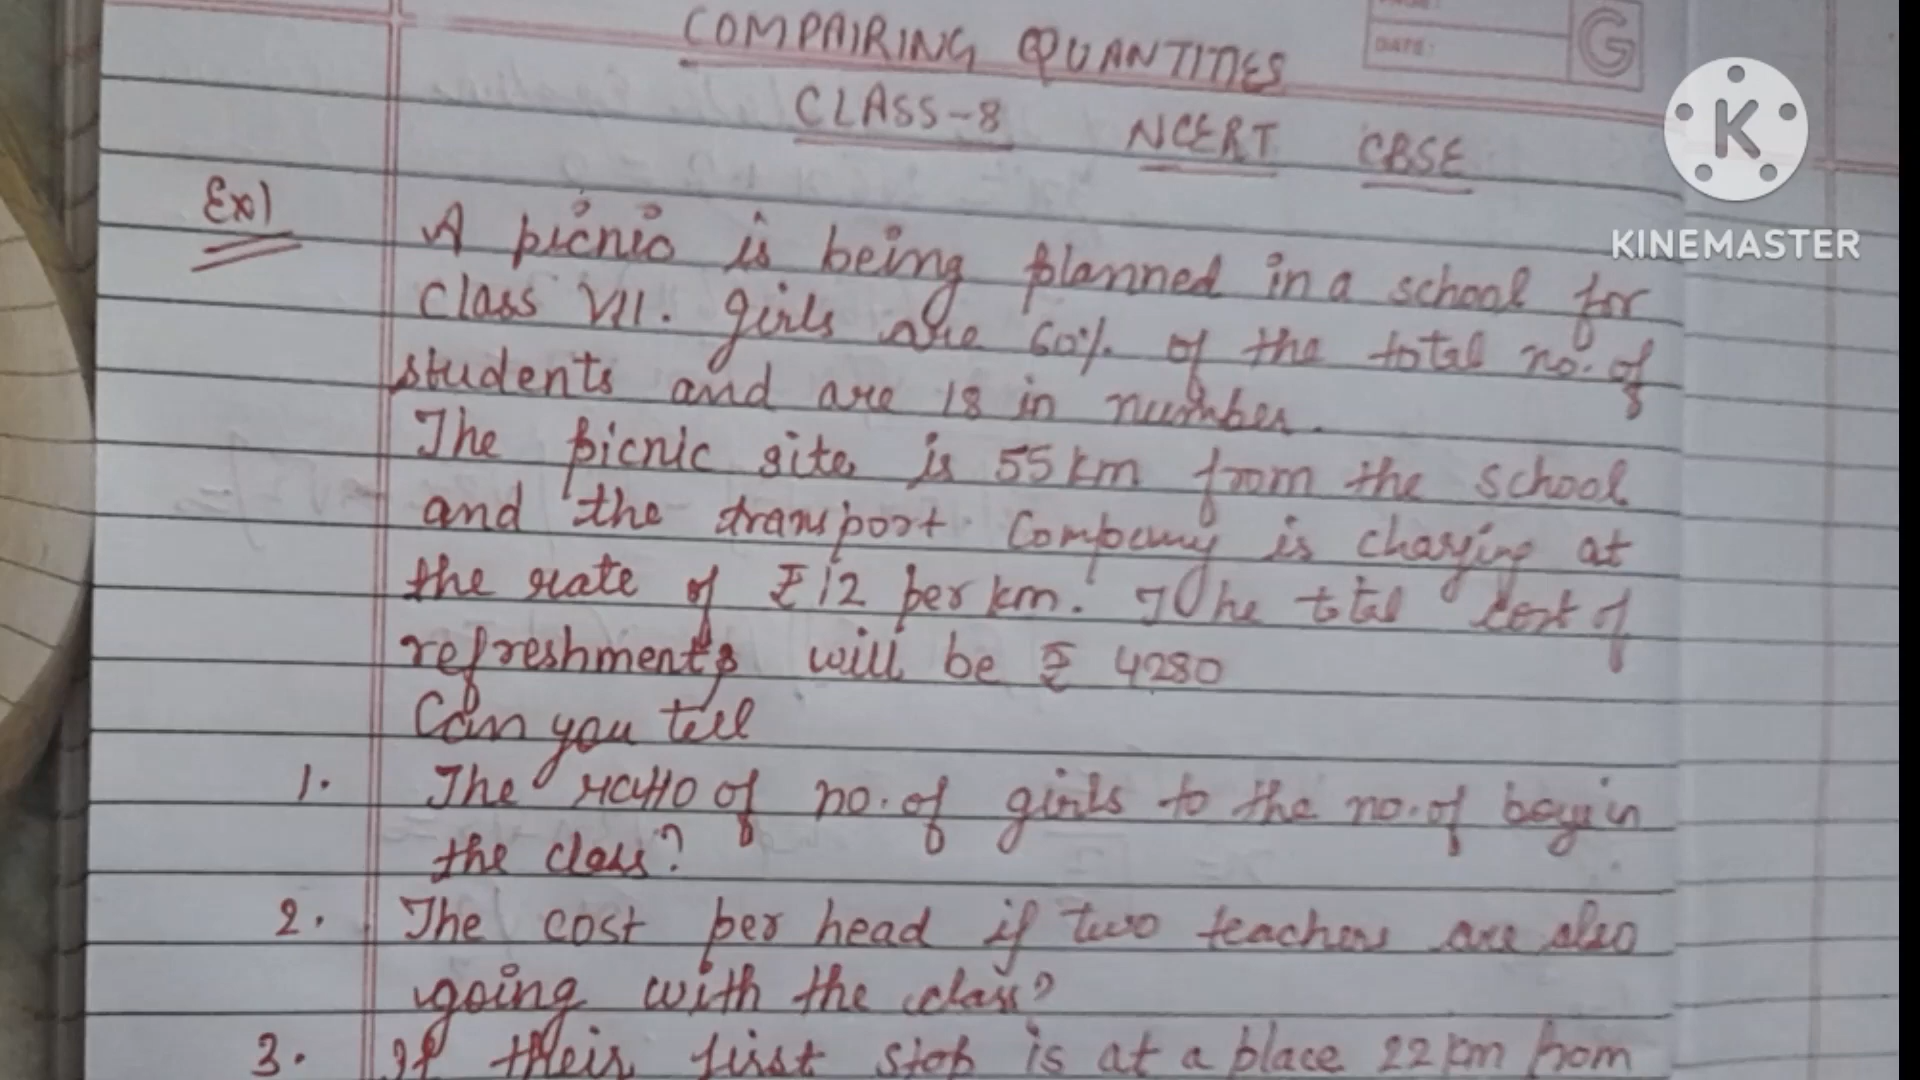 COMPAIRING QUANTITIES
DATE:
G
CLASS-8 NCERT CBSE
K
KINEMASTER
Ex1 A picnic is being planned in a school for
Class VII. girls are 60% of the total no. of
students and are 18 in number.
The picnic site is 55 km from the school
and the transport Company is charging at
the rate of ₹12 per km. The total cost of
refreshments will be ₹ 4280
Can you tell
1. The ratio of no. of girls to the no. of boys in
the class?
2. The cost per head if two teachers are also
going with the class?
3. If their first stop is at a place 22 km from